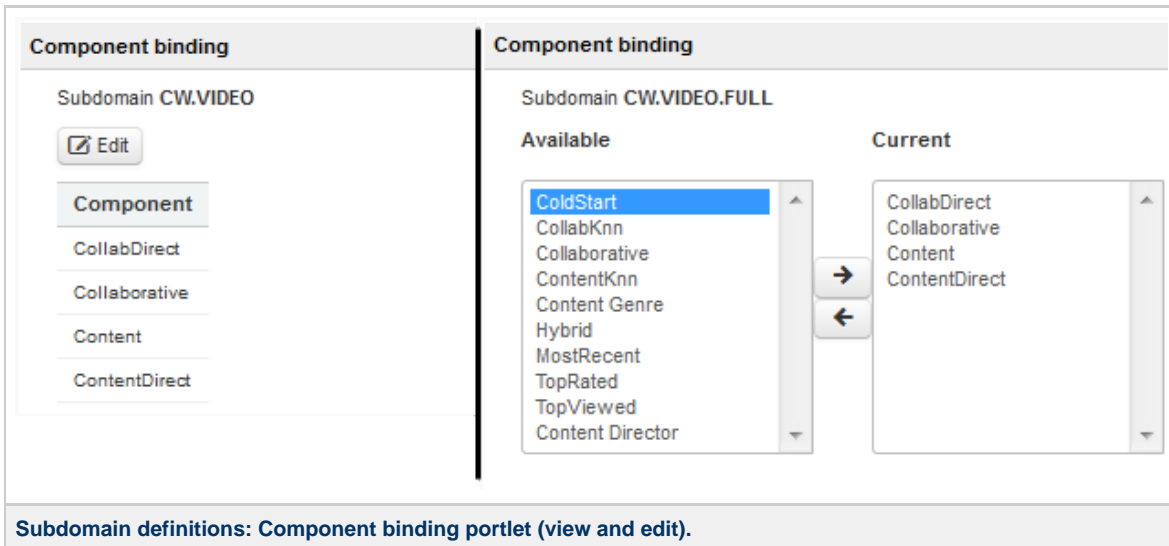 Component binding
Subdomain CW.VIDEO
Edit
Component
CollabDirect
Collaborative
Content
ContentDirect
Component binding
Subdomain CW.VIDEO.FULL
Available
Current
ColdStart
CollabKnn
Collaborative
ContentKnn
Content Genre
Hybrid
MostRecent
TopRated
TopViewed
Content Director
CollabDirect
Collaborative
Content
ContentDirect
Subdomain definitions: Component binding portlet (view and edit).